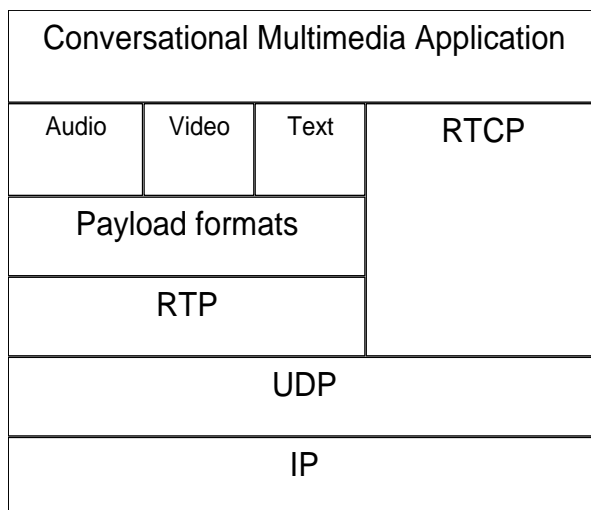 Conversational Multimedia Application
Audio
Video
Text
RTCP
Payload formats
RTP
UDP
IP